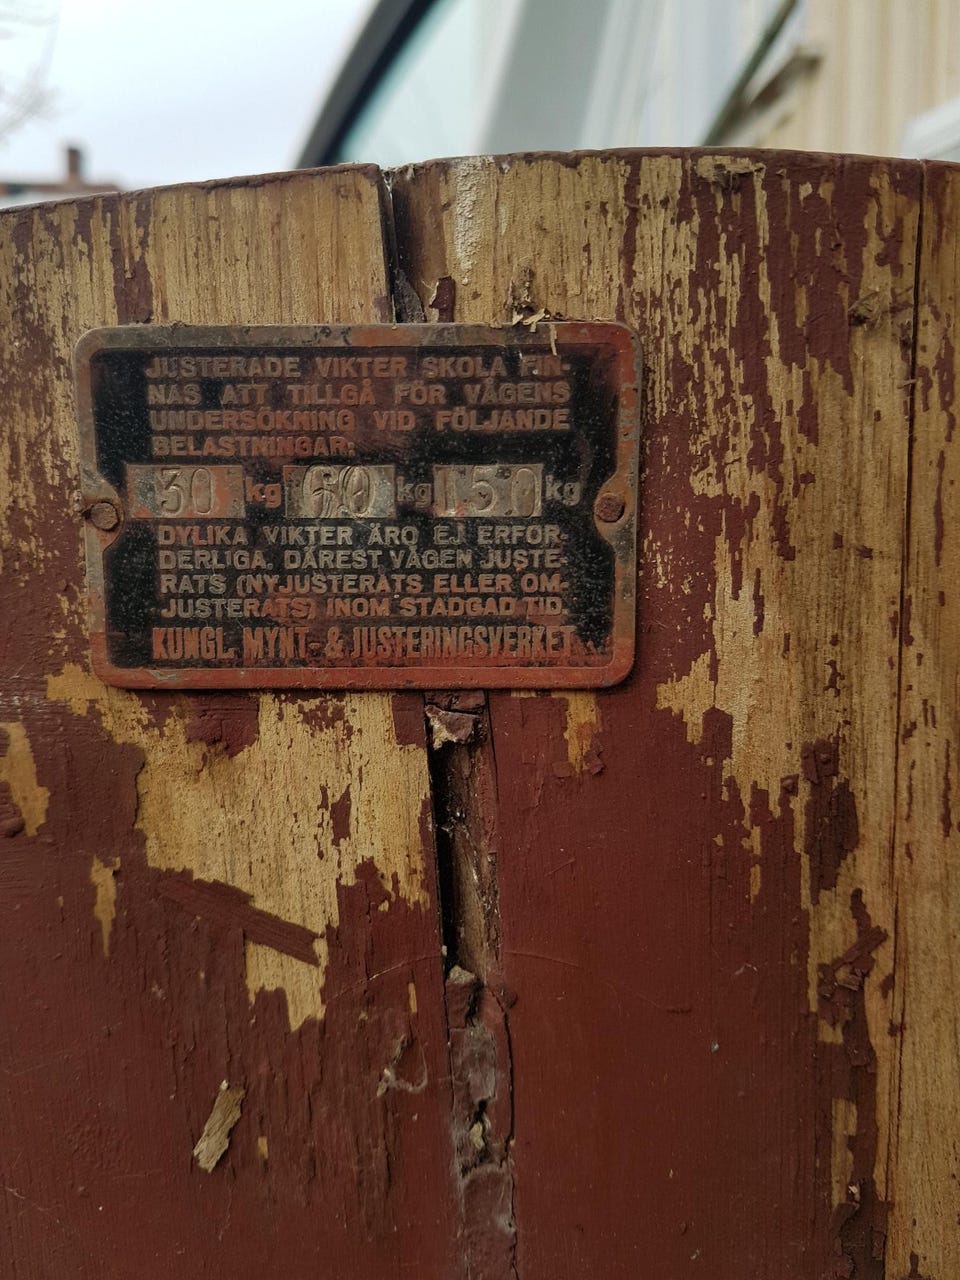 JUSTERADE VIKTER SKOLA FIN-
NAS ATT TILLGÅ FÖR VÅGENS
UNDERSÖKNING VID FÖLJANDE
BELASTNINGAR:
30 kg 60 kg 150 kg
DYLIKA VIKTER ÄRO EJ ERFOR-
DERLIGA, DÄREST VÅGEN JUSTE-
RATS (NYJUSTERATS ELLER OM-
JUSTERATS) INOM STADGAD TID.
KUNGL. MYNT- & JUSTERINGSVERKET.